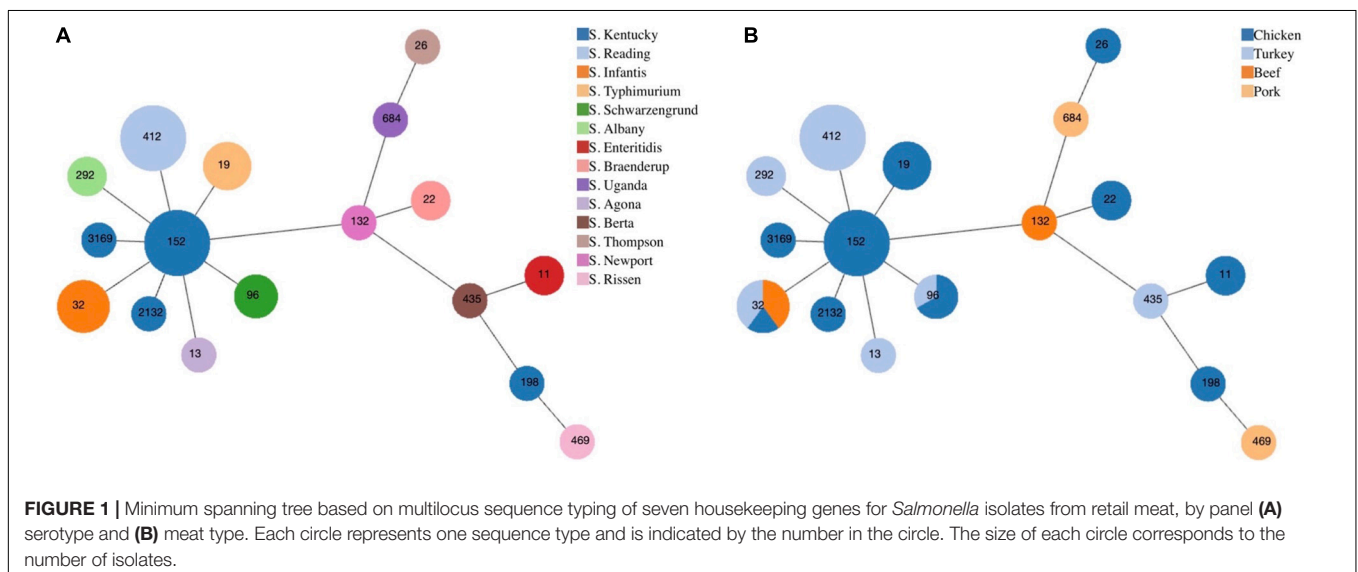 A
26
684
412
19
292
132
22
3169
152
32
2132
96
13
435
11
198
469
S. Kentucky
S. Reading
S. Infantis
S. Typhimurium
S. Schwarzengrund
S. Albany
S. Enteritidis
S. Braenderup
S. Uganda
S. Agona
S. Berta
S. Thompson
S. Newport
S. Rissen
B
26
684
412
19
292
132
22
3169
152
32
2132
96
13
435
11
198
469
Chicken
Turkey
Beef
Pork
FIGURE 1 | Minimum spanning tree based on multilocus sequence typing of seven housekeeping genes for Salmonella isolates from retail meat, by panel (A)
serotype and (B) meat type. Each circle represents one sequence type and is indicated by the number in the circle. The size of each circle corresponds to the
number of isolates.